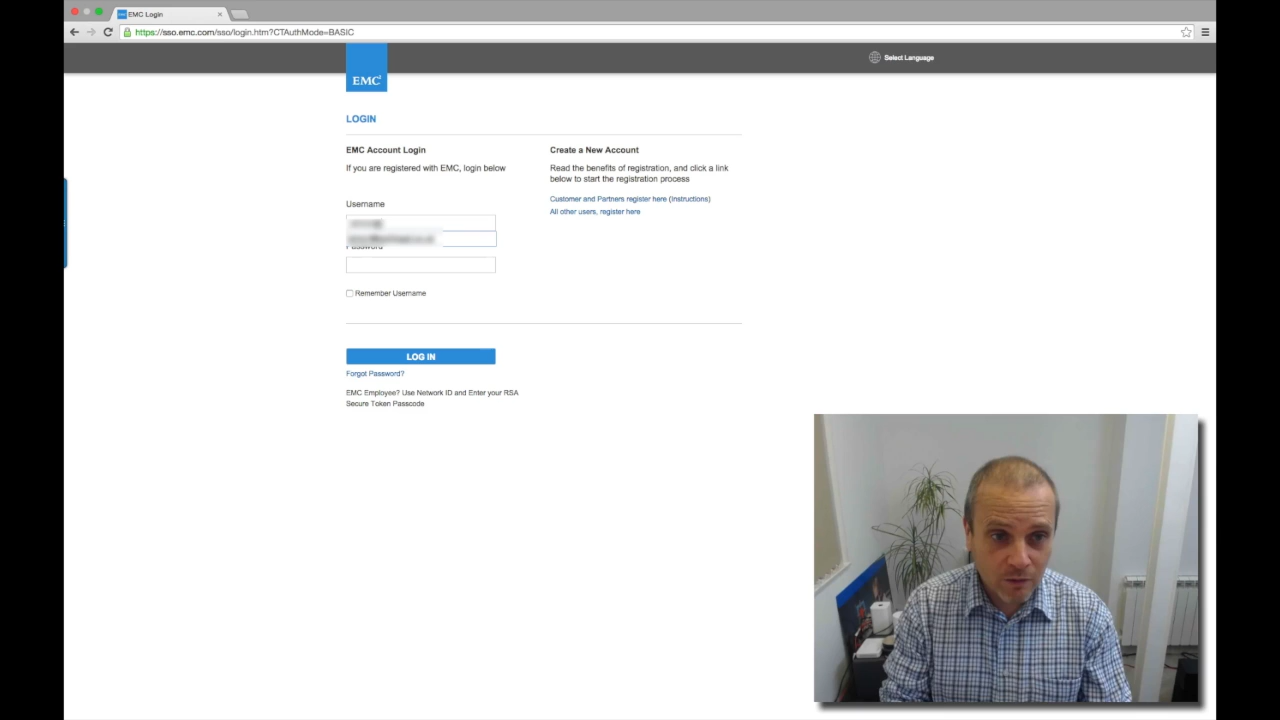 EMC Login
https://sso.emc.com/sso/login.htm?CTAuthMode=BASIC
EMC²
Select Language
LOGIN
EMC Account Login
If you are registered with EMC, login below
Username
Password
Remember Username
LOG IN
Forgot Password?
EMC Employee? Use Network ID and Enter your RSA
Secure Token Passcode
Create a New Account
Read the benefits of registration, and click a link
below to start the registration process
Customer and Partners register here (Instructions)
All other users, register here